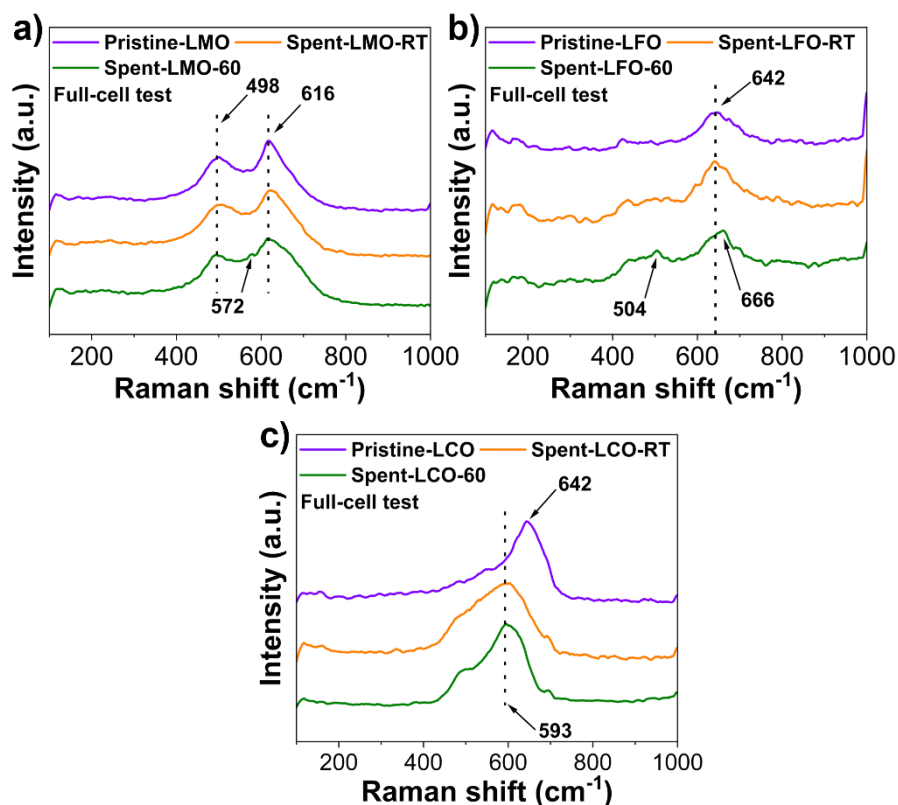 a)
Pristine-LMO Spent-LMO-RT
Spent-LMO-60
Full-cell test
498
616
572
Intensity (a.u.)
200 400 600 800 1000
Raman shift (cm⁻¹)
b)
Pristine-LFO Spent-LFO-RT
Spent-LFO-60
Full-cell test
642
504
666
Intensity (a.u.)
200 400 600 800 1000
Raman shift (cm⁻¹)
c)
Pristine-LCO Spent-LCO-RT
Spent-LCO-60
Full-cell test
642
593
Intensity (a.u.)
200 400 600 800 1000
Raman shift (cm⁻¹)